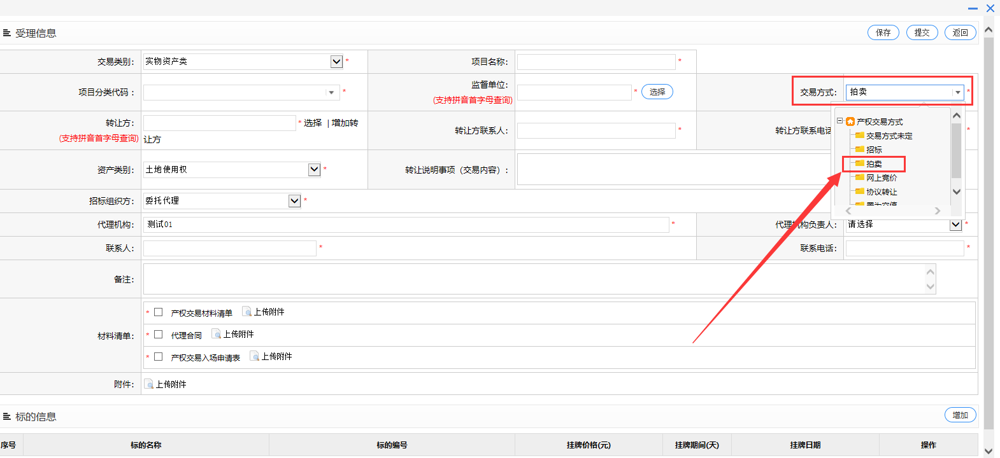 受理信息
保存
提交
返回
交易类别:
实物资产类
*
项目名称:
*
项目分类代码 :
*
监督单位:
(支持拼音首字母查询)
*
选择
交易方式:
拍卖
*
转让方:
(支持拼音首字母查询)
* 选择 | 增加转
让方
转让方联系人:
*
转让方联系电话
*
产权交易方式
交易方式未定
招标
拍卖
网上竞价
协议转让
置为空值
资产类别:
土地使用权
*
转让说明事项（交易内容）:
招标组织方:
委托代理
*
代理机构:
测试01
*
代理机构负责人:
请选择
*
联系人:
*
联系电话:
*
备注:
材料清单:
* 产权交易材料清单 上传附件
* 代理合同 上传附件
* 产权交易入场申请表 上传附件
附件:
上传附件
标的信息
增加
序号 标的名称 标的编号 挂牌价格(元) 挂牌期间(天) 挂牌日期 操作